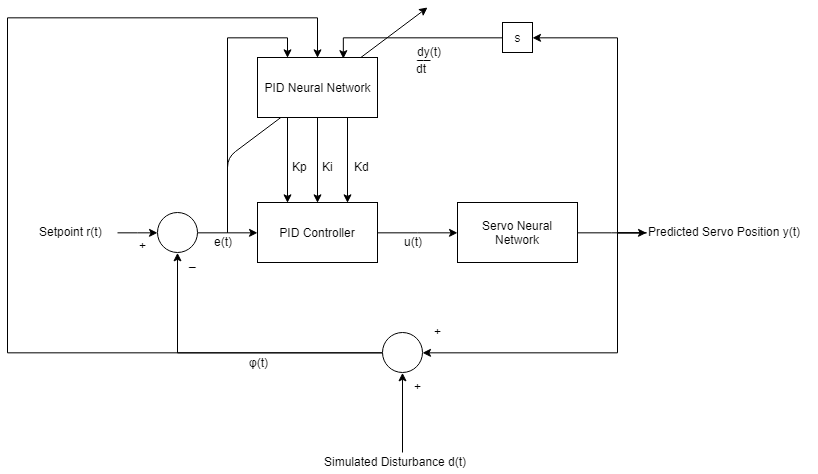 s
dy(t)
dt
PID Neural Network
Kp
Ki
Kd
Setpoint r(t)
+
e(t)
−
PID Controller
u(t)
Servo Neural
Network
Predicted Servo Position y(t)
+
φ(t)
+
Simulated Disturbance d(t)